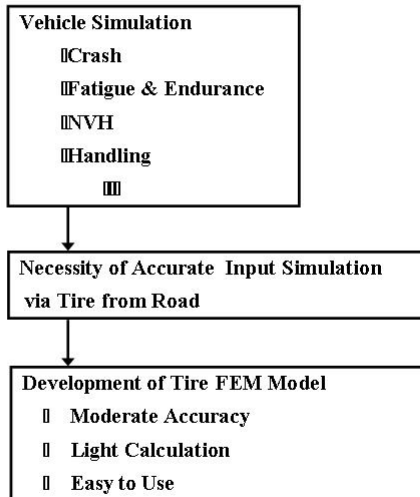 Vehicle Simulation
Crash
Fatigue & Endurance
NVH
Handling
Necessity of Accurate Input Simulation
via Tire from Road
Development of Tire FEM Model
Moderate Accuracy
Light Calculation
Easy to Use